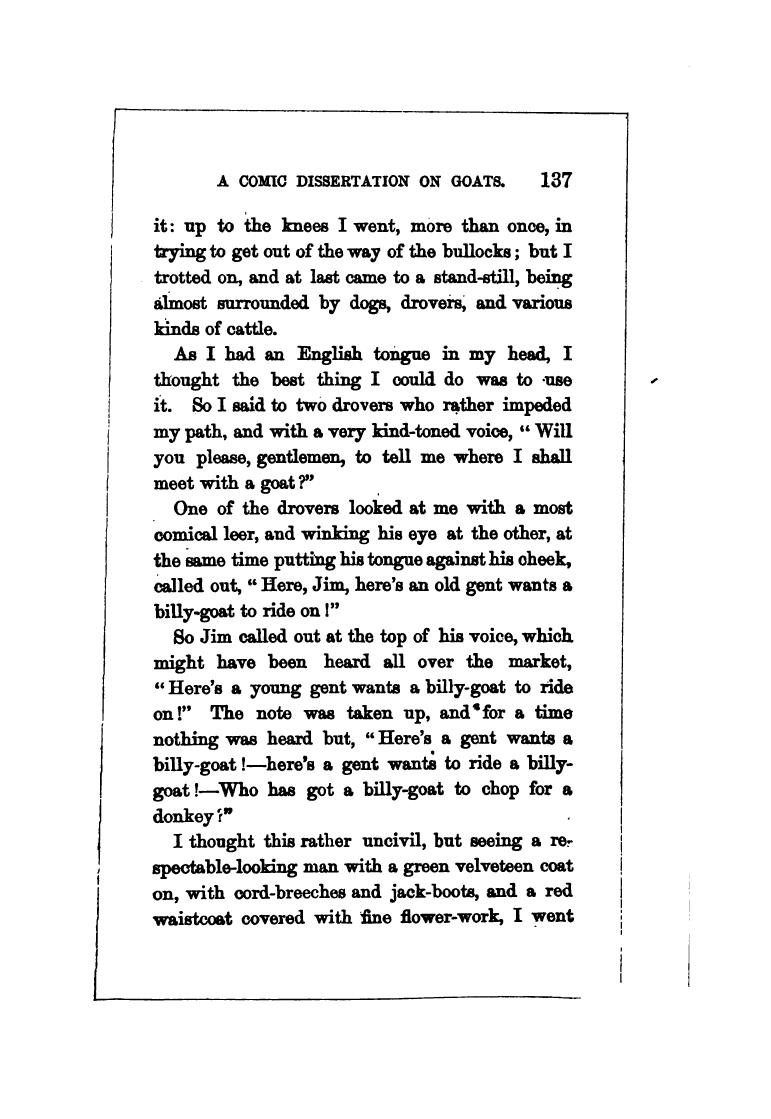 A COMIC DISSERTATION ON GOATS. 137
it: up to the knees I went, more than once, in
trying to get out of the way of the bullocks; but I
trotted on, and at last came to a stand-still, being
almost surrounded by dogs, drovers, and various
kinds of cattle.
As I had an English tongue in my head, I
thought the best thing I could do was to use
it. So I said to two drovers who rather impeded
my path, and with a very kind-toned voice, “ Will
you please, gentlemen, to tell me where I shall
meet with a goat?”
One of the drovers looked at me with a most
comical leer, and winking his eye at the other, at
the same time putting his tongue against his cheek,
called out, “ Here, Jim, here's an old gent wants a
billy-goat to ride on!”
So Jim called out at the top of his voice, which
might have been heard all over the market,
“ Here's a young gent wants a billy-goat to ride
on!” The note was taken up, and for a time
nothing was heard but, “ Here's a gent wants a
billy-goat!—here's a gent wants to ride a billy-
goat!—Who has got a billy-goat to chop for a
donkey?”
I thought this rather uncivil, but seeing a re-
spectable-looking man with a green velveteen coat
on, with cord-breeches and jack-boots, and a red
waistcoat covered with fine flower-work, I went